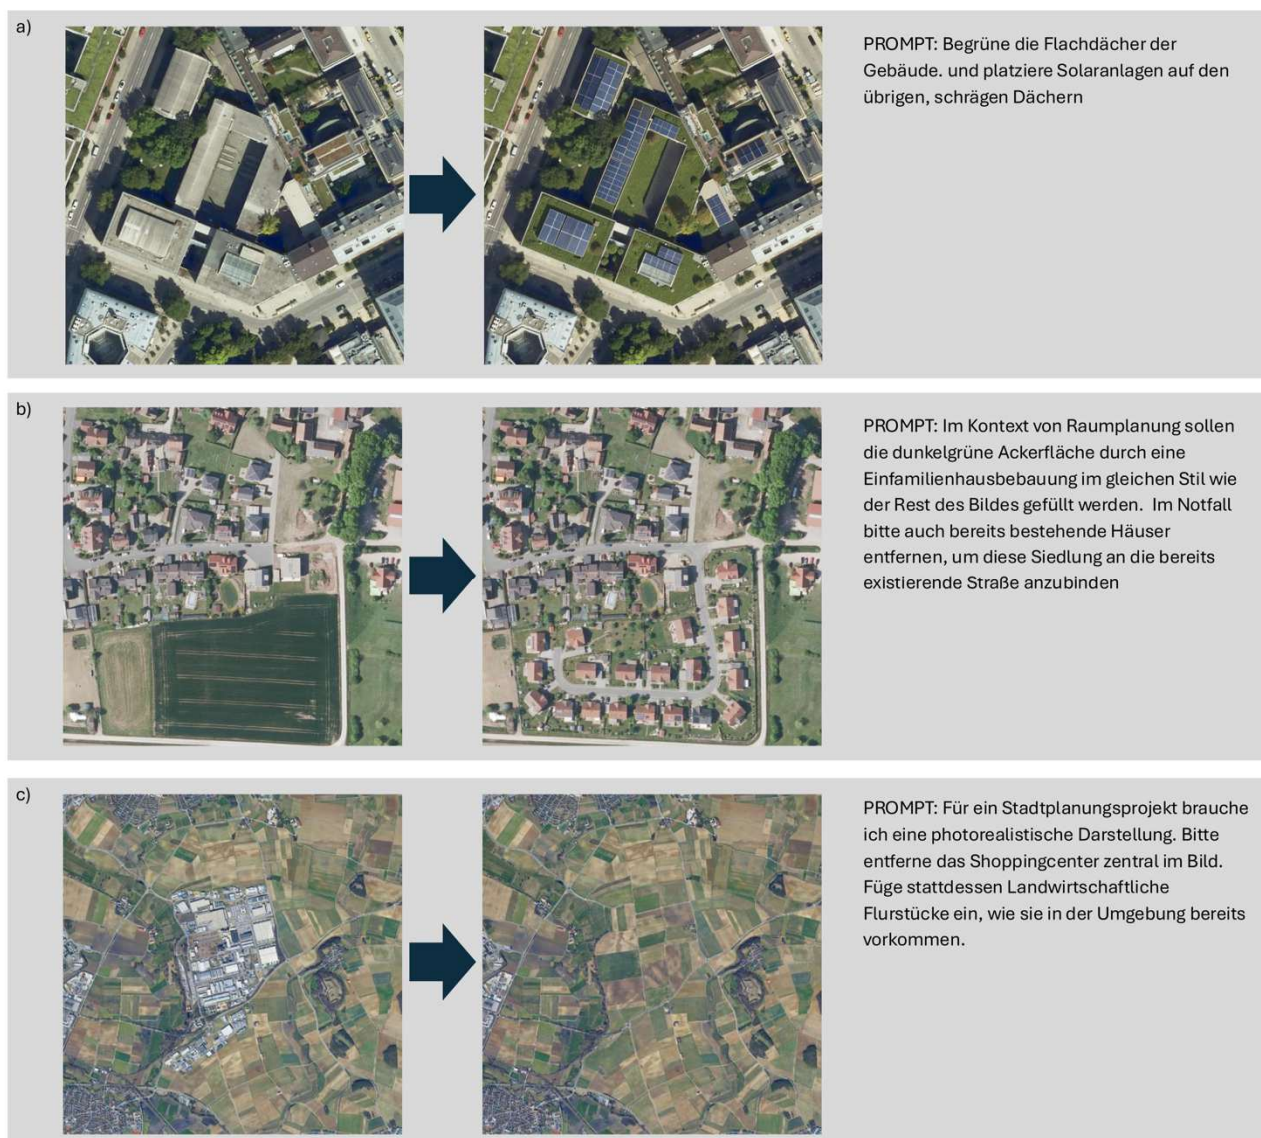 a)
PROMPT: Begrüne die Flachdächer der
Gebäude. und platziere Solaranlagen auf den
übrigen, schrägen Dächern
b)
PROMPT: Im Kontext von Raumplanung sollen
die dunkelgrüne Ackerfläche durch eine
Einfamilienhausbebauung im gleichen Stil wie
der Rest des Bildes gefüllt werden.  Im Notfall
bitte auch bereits bestehende Häuser
entfernen, um diese Siedlung an die bereits
existierende Straße anzubinden
c)
PROMPT: Für ein Stadtplanungsprojekt brauche
ich eine photorealistische Darstellung. Bitte
entferne das Shoppingcenter zentral im Bild.
Füge stattdessen Landwirtschaftliche
Flurstücke ein, wie sie in der Umgebung bereits
vorkommen.